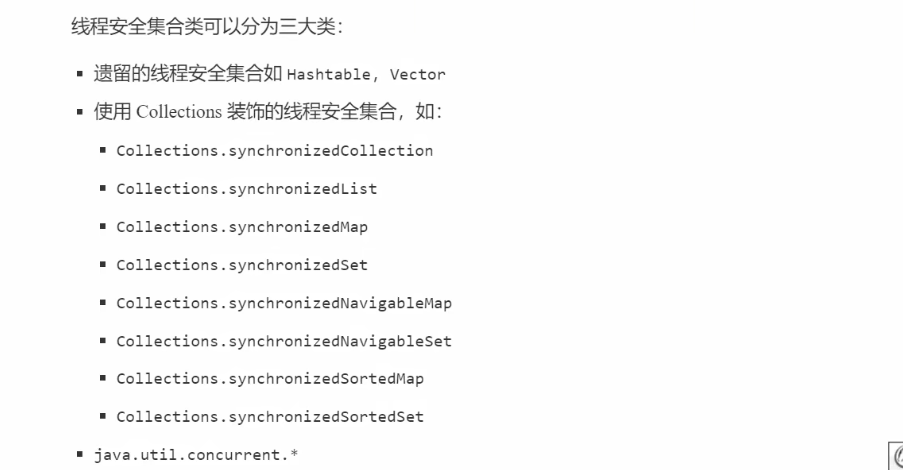 线程安全集合类可以分为三大类：
遗留的线程安全集合如 Hashtable, Vector
使用 Collections 装饰的线程安全集合，如：
Collections.synchronizedCollection
Collections.synchronizedList
Collections.synchronizedMap
Collections.synchronizedSet
Collections.synchronizedNavigableMap
Collections.synchronizedNavigableSet
Collections.synchronizedSortedMap
Collections.synchronizedSortedSet
java.util.concurrent.*